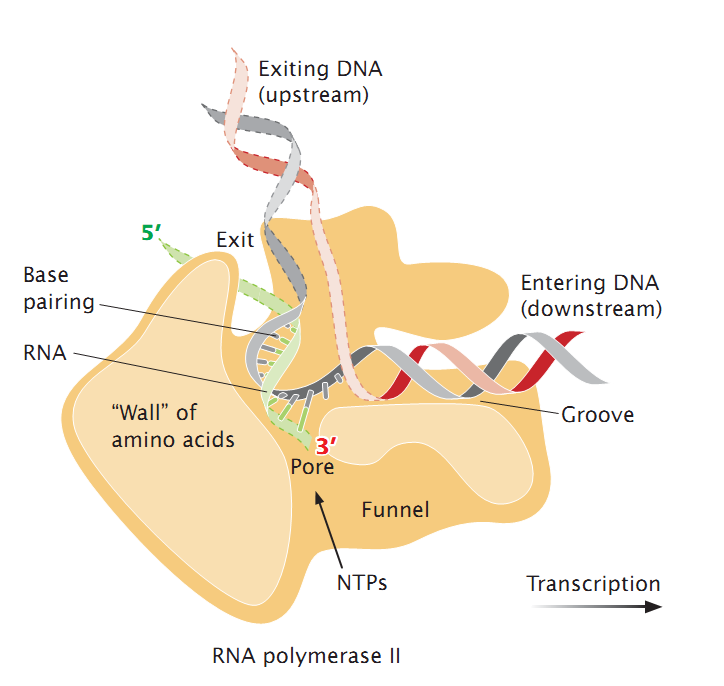 Exiting DNA
(upstream)
5′
Exit
Base
pairing
Entering DNA
(downstream)
RNA
“Wall” of
amino acids
Groove
3′
Pore
Funnel
NTPs
Transcription
RNA polymerase II